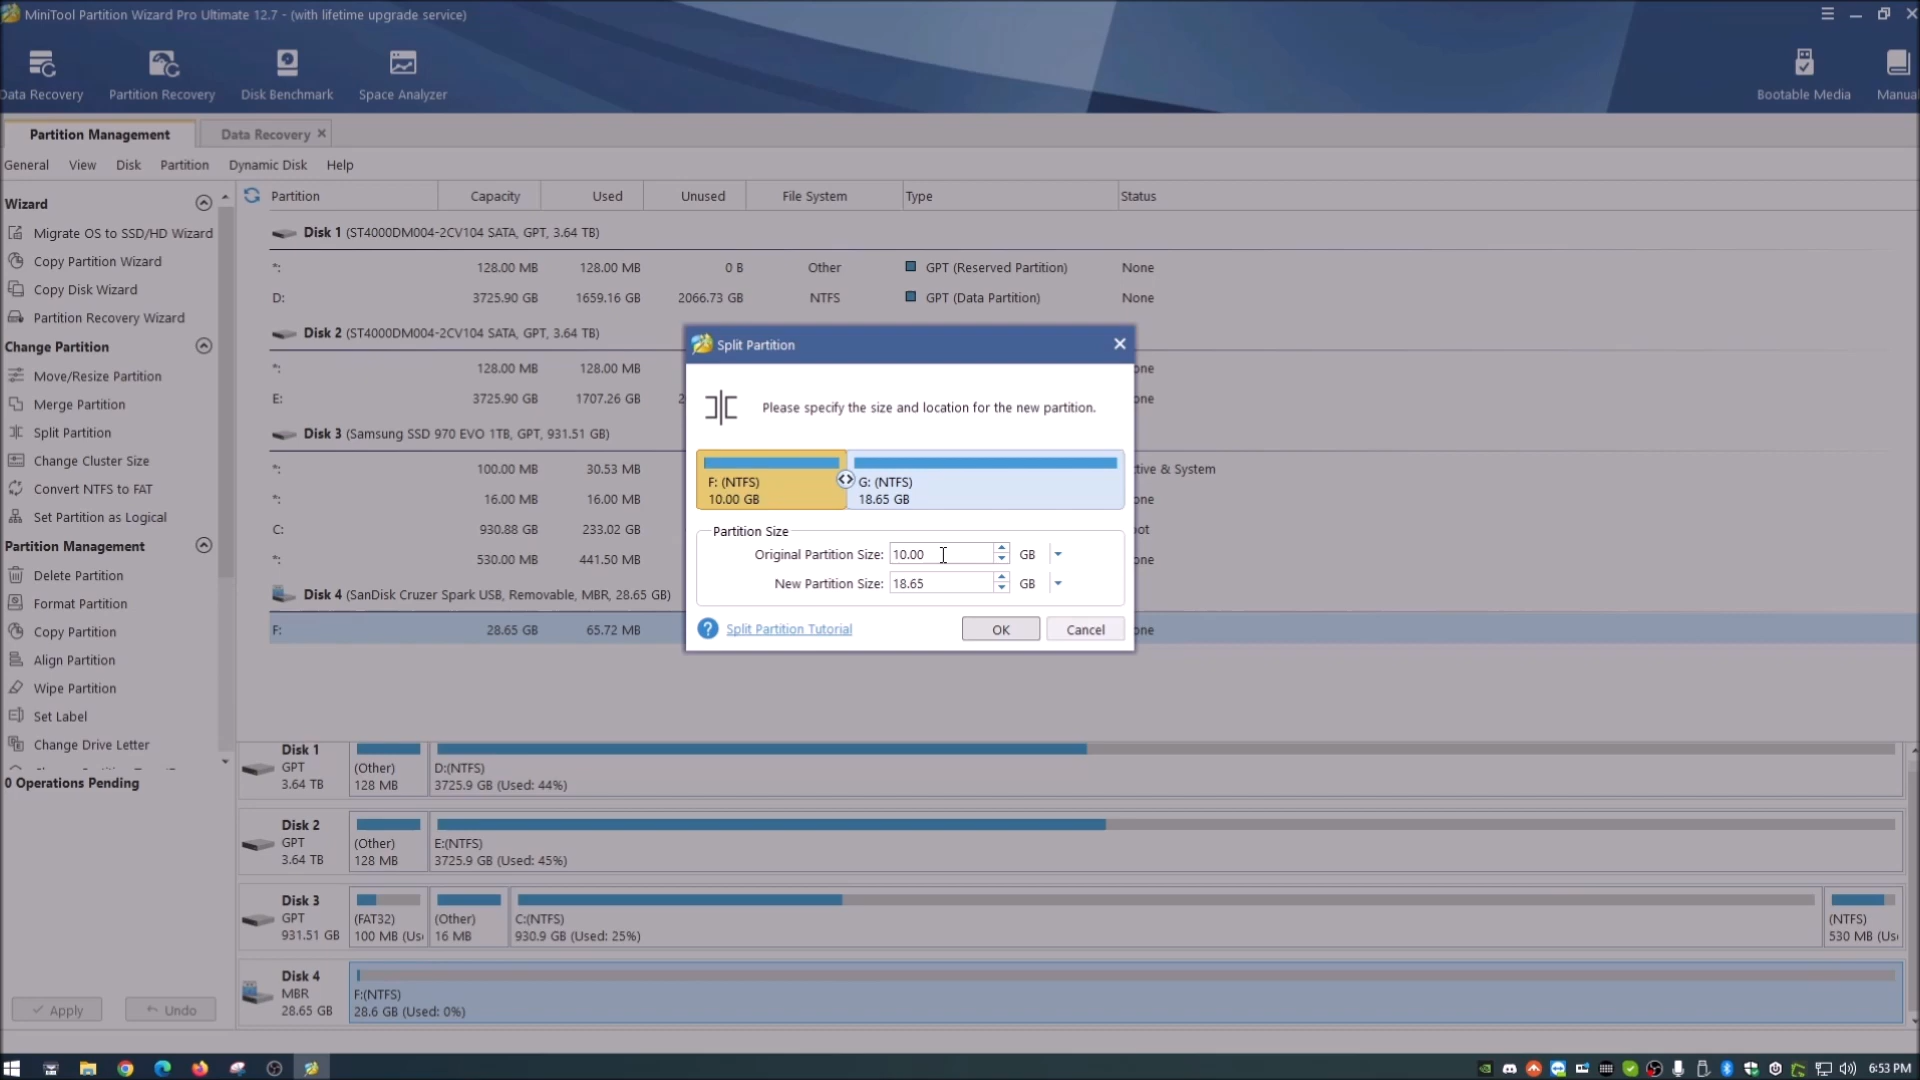 MiniTool Partition Wizard Pro Ultimate 12.7 - (with lifetime upgrade service)
Data Recovery
Partition Recovery
Disk Benchmark
Space Analyzer
Bootable Media
Manual
Partition Management
Data Recovery
General View Disk Partition Dynamic Disk Help
Wizard
Migrate OS to SSD/HD Wizard
Copy Partition Wizard
Copy Disk Wizard
Partition Recovery Wizard
Change Partition
Move/Resize Partition
Merge Partition
Split Partition
Change Cluster Size
Convert NTFS to FAT
Set Partition as Logical
Partition Management
Delete Partition
Format Partition
Copy Partition
Align Partition
Wipe Partition
Set Label
Change Drive Letter
0 Operations Pending
Apply
Undo
Partition Capacity Used Unused File System Type Status
Disk 1 (ST4000DM004-2CV104 SATA, GPT, 3.64 TB)
*: 128.00 MB 128.00 MB 0 B Other GPT (Reserved Partition) None
D: 3725.90 GB 1659.16 GB 2066.73 GB NTFS GPT (Data Partition) None
Disk 2 (ST4000DM004-2CV104 SATA, GPT, 3.64 TB)
*: 128.00 MB 128.00 MB one
E: 3725.90 GB 1707.26 GB 2 one
Disk 3 (Samsung SSD 970 EVO 1TB, GPT, 931.51 GB)
*: 100.00 MB 30.53 MB tive & System
*: 16.00 MB 16.00 MB one
C: 930.88 GB 233.02 GB ot
*: 530.00 MB 441.50 MB one
Disk 4 (SanDisk Cruzer Spark USB, Removable, MBR, 28.65 GB)
F: 28.65 GB 65.72 MB one
Split Partition
Please specify the size and location for the new partition.
F: (NTFS)
10.00 GB
G: (NTFS)
18.65 GB
Partition Size
Original Partition Size: 10.00 GB
New Partition Size: 18.65 GB
Split Partition Tutorial
OK
Cancel
Disk 1
GPT
3.64 TB
(Other)
128 MB
D:(NTFS)
3725.9 GB (Used: 44%)
Disk 2
GPT
3.64 TB
(Other)
128 MB
E:(NTFS)
3725.9 GB (Used: 45%)
Disk 3
GPT
931.51 GB
(FAT32)
100 MB (Us
(Other)
16 MB
C:(NTFS)
930.9 GB (Used: 25%)
(NTFS)
530 MB (Us
Disk 4
MBR
28.65 GB
F:(NTFS)
28.6 GB (Used: 0%)
6:53 PM